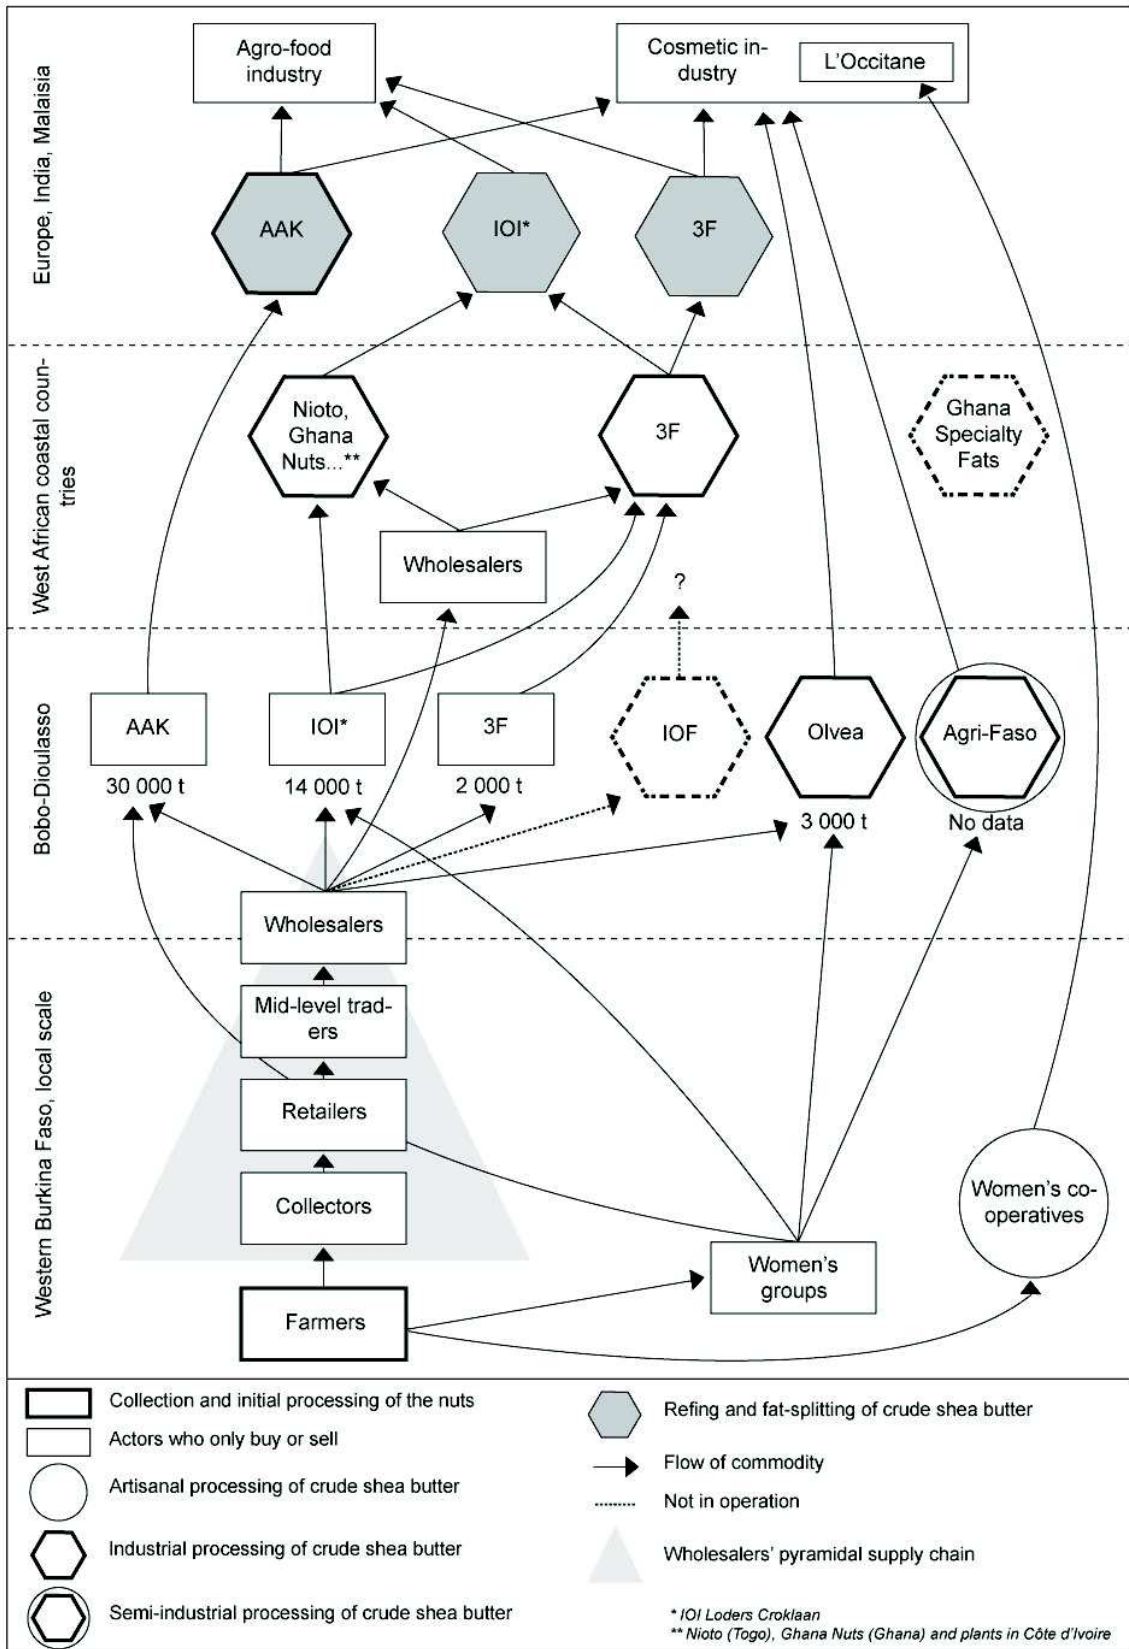 Agro-food
industry
Cosmetic in-
dustry
L'Occitane
Europe, India, Malaisia
AAK
IOI*
3F
West African coastal coun-
tries
Nioto,
Ghana
Nuts...**
3F
Ghana
Specialty
Fats
Wholesalers
?
Bobo-Dioulasso
AAK
IOI*
3F
IOF
Olvea
Agri-Faso
30 000 t
14 000 t
2 000 t
3 000 t
No data
Wholesalers
Western Burkina Faso, local scale
Mid-level trad-
ers
Retailers
Collectors
Women's co-
operatives
Women's
groups
Farmers
Collection and initial processing of the nuts
Actors who only buy or sell
Artisanal processing of crude shea butter
Industrial processing of crude shea butter
Semi-industrial processing of crude shea butter
Refing and fat-splitting of crude shea butter
Flow of commodity
Not in operation
Wholesalers' pyramidal supply chain
* IOI Loders Croklaan
** Nioto (Togo), Ghana Nuts (Ghana) and plants in Côte d'Ivoire